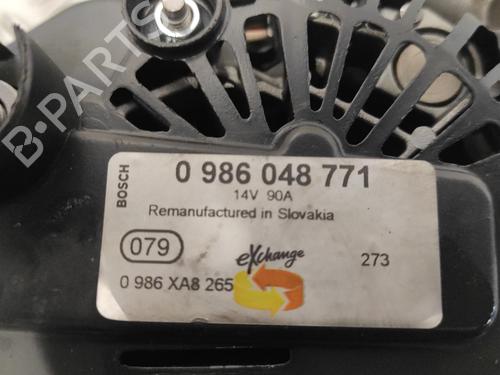 B-PARTS
BOSCH
0 986 048 771
14V 90A
Remanufactured in Slovakia
079
eXchange
273
0 986 XA8 265